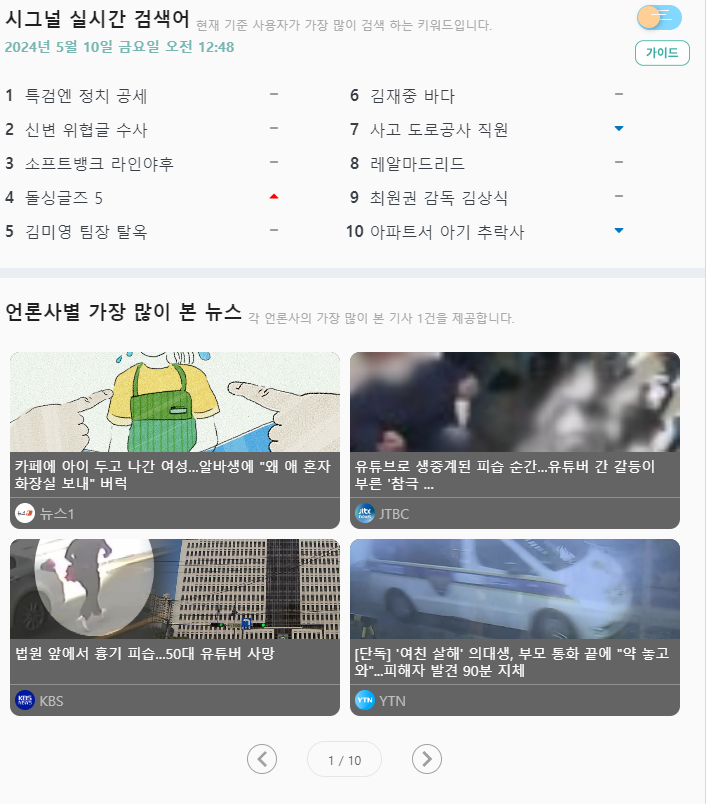 시그널 실시간 검색어 현재 기준 사용자가 가장 많이 검색 하는 키워드입니다.
2024년 5월 10일 금요일 오전 12:48
가이드
1 특검엔 정치 공세
2 신변 위협글 수사
3 소프트뱅크 라인야후
4 돌싱글즈 5
5 김미영 팀장 탈옥
6 김재중 바다
7 사고 도로공사 직원
8 레알마드리드
9 최원권 감독 김상식
10 아파트서 아기 추락사
언론사별 가장 많이 본 뉴스 각 언론사의 가장 많이 본 기사 1건을 제공합니다.
카페에 아이 두고 나간 여성...알바생에 "왜 애 혼자
화장실 보내" 버럭
뉴스1
유튜브로 생중계된 피습 순간...유튜버 간 갈등이
부른 '참극 ...
jtbc news
JTBC
법원 앞에서 흉기 피습...50대 유튜버 사망
KBS NEWS
KBS
[단독] '여친 살해' 의대생, 부모 통화 끝에 "약 놓고
와"...피해자 발견 90분 지체
YTN
YTN
1 / 10